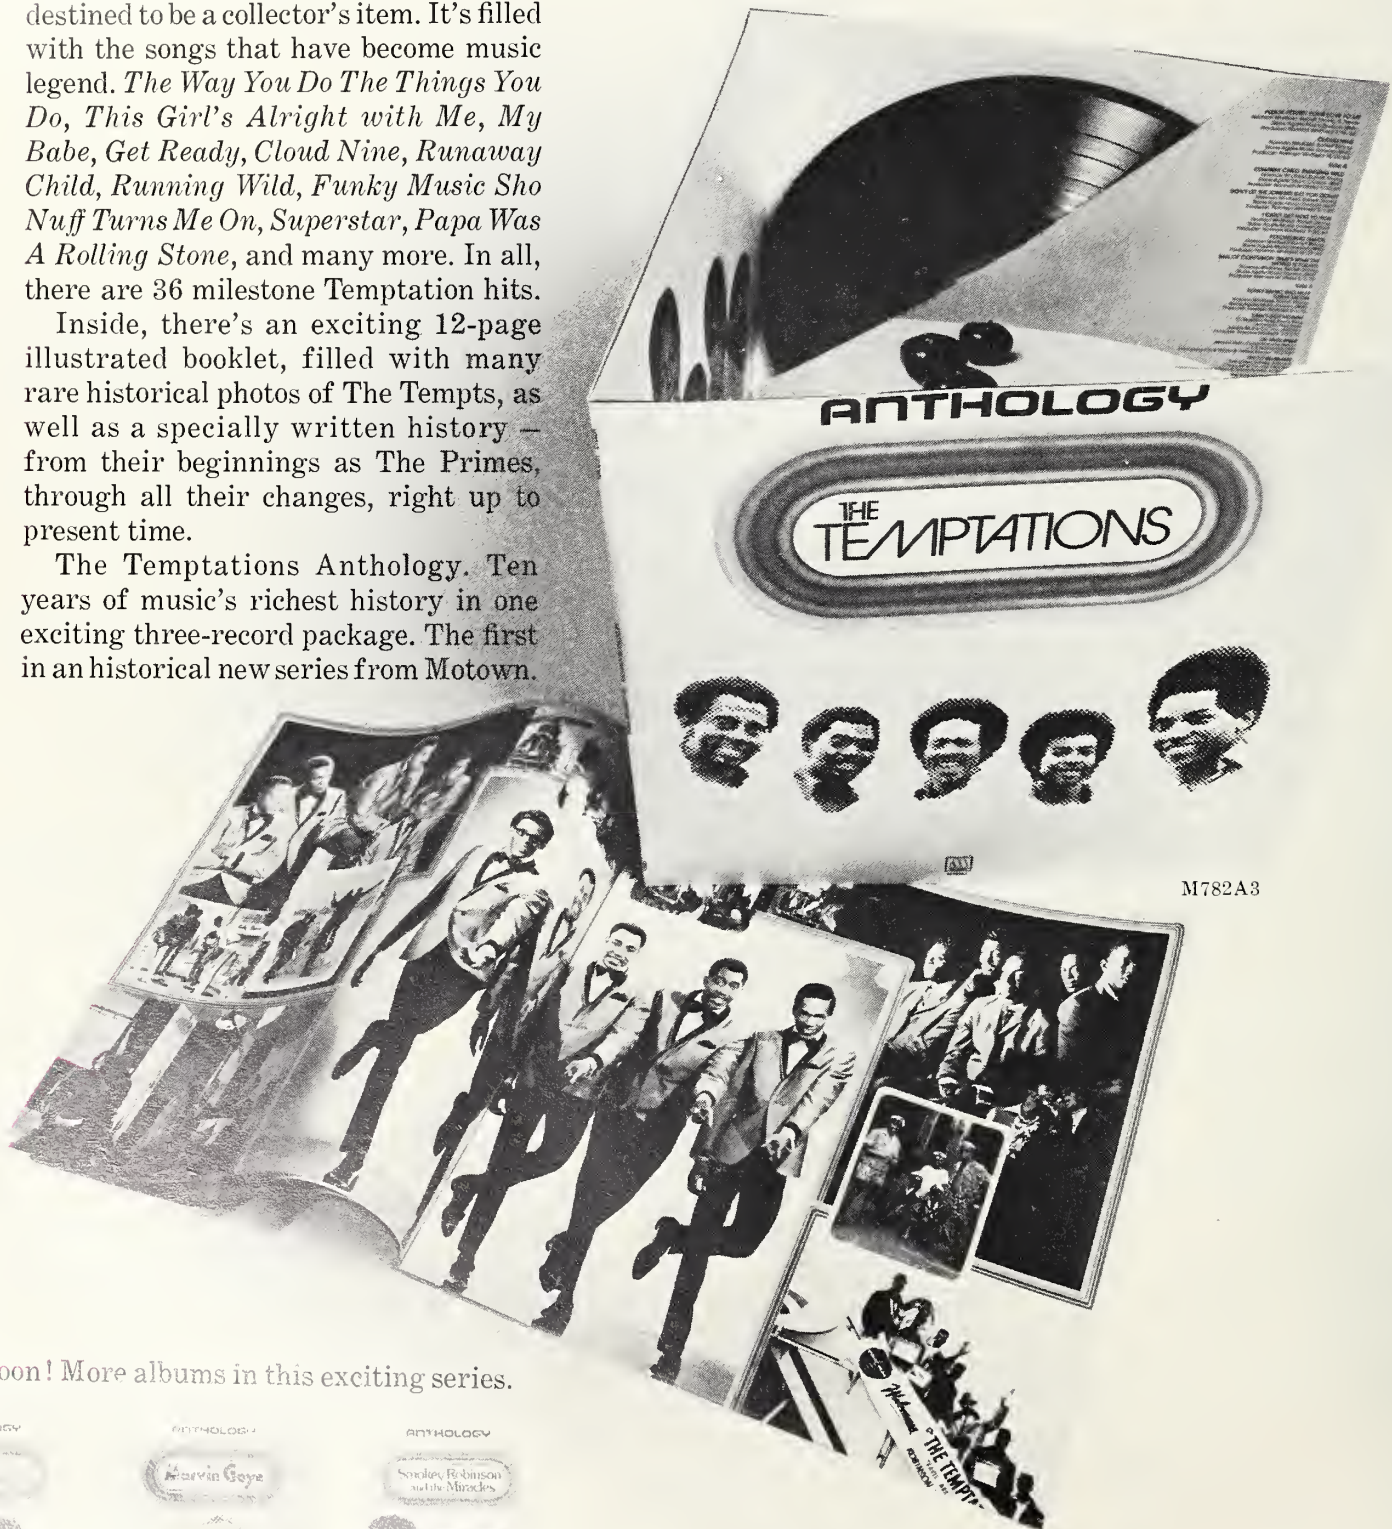 destined to be a collector's item. It's filled
with the songs that have become music
legend. The Way You Do The Things You
Do, This Girl's Alright with Me, My
Babe, Get Ready, Cloud Nine, Runaway
Child, Running Wild, Funky Music Sho
Nuff Turns Me On, Superstar, Papa Was
A Rolling Stone, and many more. In all,
there are 36 milestone Temptation hits.
Inside, there's an exciting 12-page
illustrated booklet, filled with many
rare historical photos of The Tempts, as
well as a specially written history —
from their beginnings as The Primes,
through all their changes, right up to
present time.
The Temptations Anthology. Ten
years of music's richest history in one
exciting three-record package. The first
in an historical new series from Motown.
ANTHOLOGY
THE
TEMPTATIONS
M782A3
Welcome
"THE TEMPTA
oon! More albums in this exciting series.
OGY
ANTHOLOGY
Marvin Gaye
ANTHOLOGY
Smokey Robinson
and the Miracles